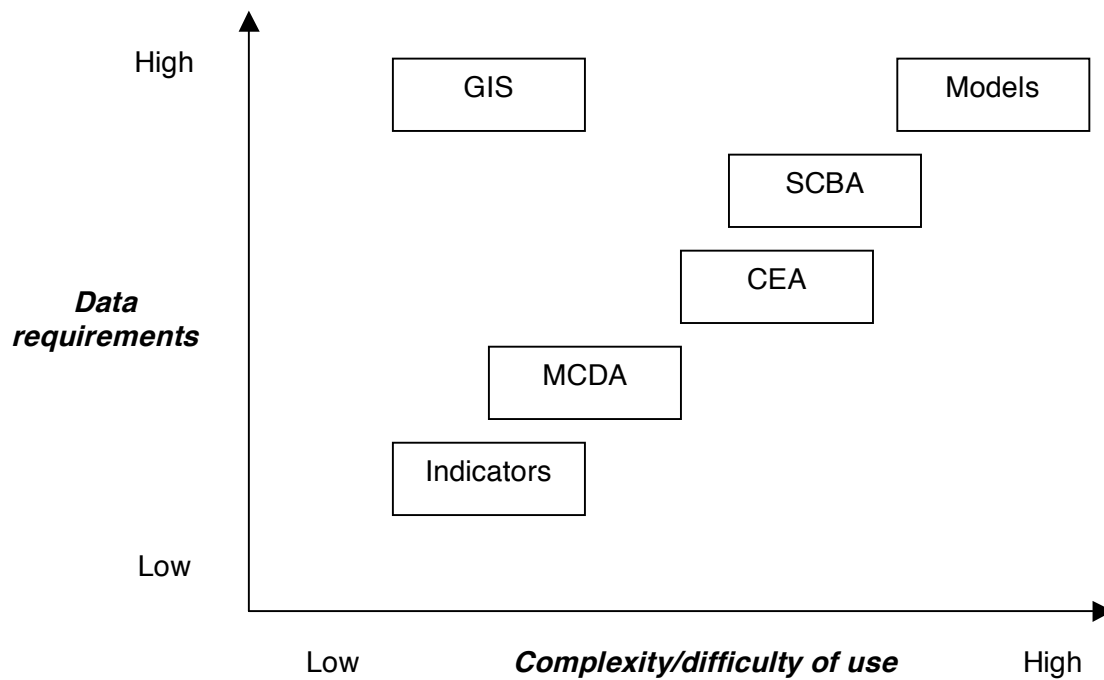 High
GIS
Models
SCBA
CEA
Data
requirements
MCDA
Indicators
Low
Low
Complexity/difficulty of use
High